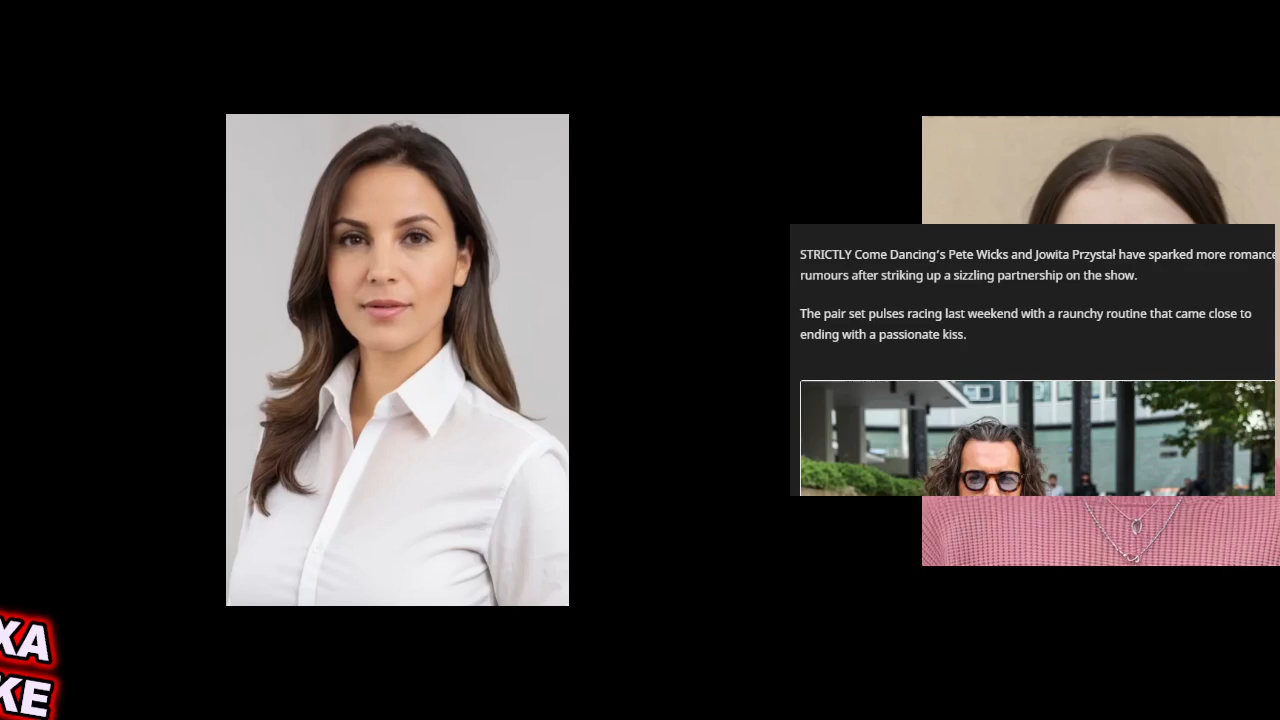 STRICTLY Come Dancing's Pete Wicks and Jowita Przystał have sparked more romance
rumours after striking up a sizzling partnership on the show.
The pair set pulses racing last weekend with a raunchy routine that came close to
ending with a passionate kiss.
XA
KE